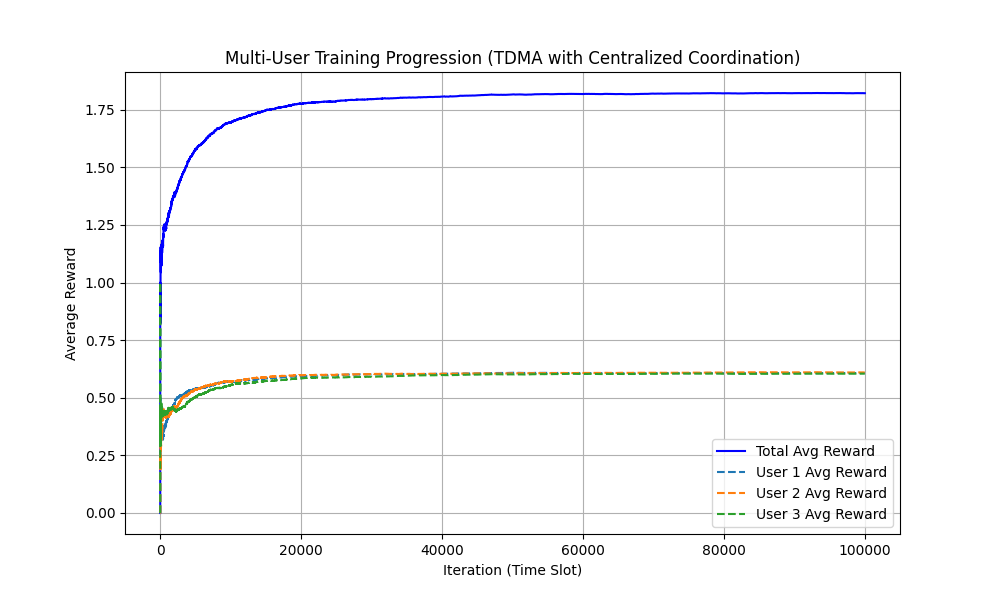 Multi-User Training Progression (TDMA with Centralized Coordination)
Average Reward
1.75
1.50
1.25
1.00
0.75
0.50
0.25
0.00
Total Avg Reward
User 1 Avg Reward
User 2 Avg Reward
User 3 Avg Reward
0 20000 40000 60000 80000 100000
Iteration (Time Slot)